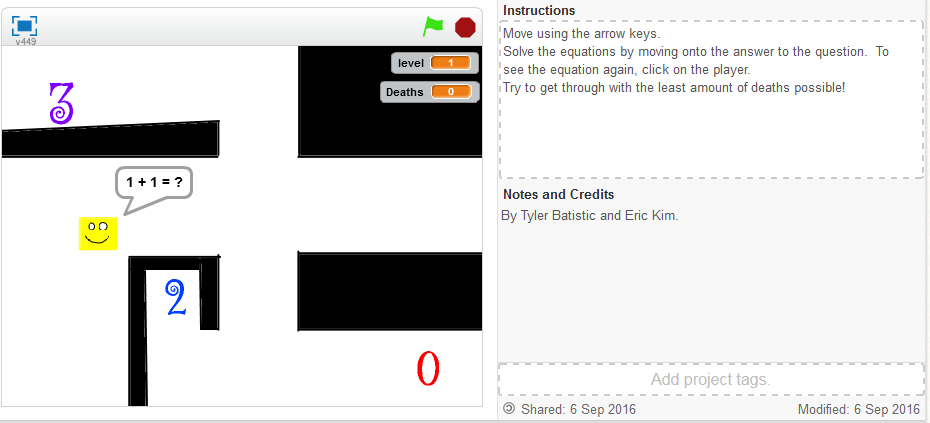 v449
level 1
Deaths 0
3
1 + 1 = ?
2
0
Instructions
Move using the arrow keys.
Solve the equations by moving onto the answer to the question. To
see the equation again, click on the player.
Try to get through with the least amount of deaths possible!
Notes and Credits
By Tyler Batistic and Eric Kim.
Add project tags.
Shared: 6 Sep 2016 Modified: 6 Sep 2016